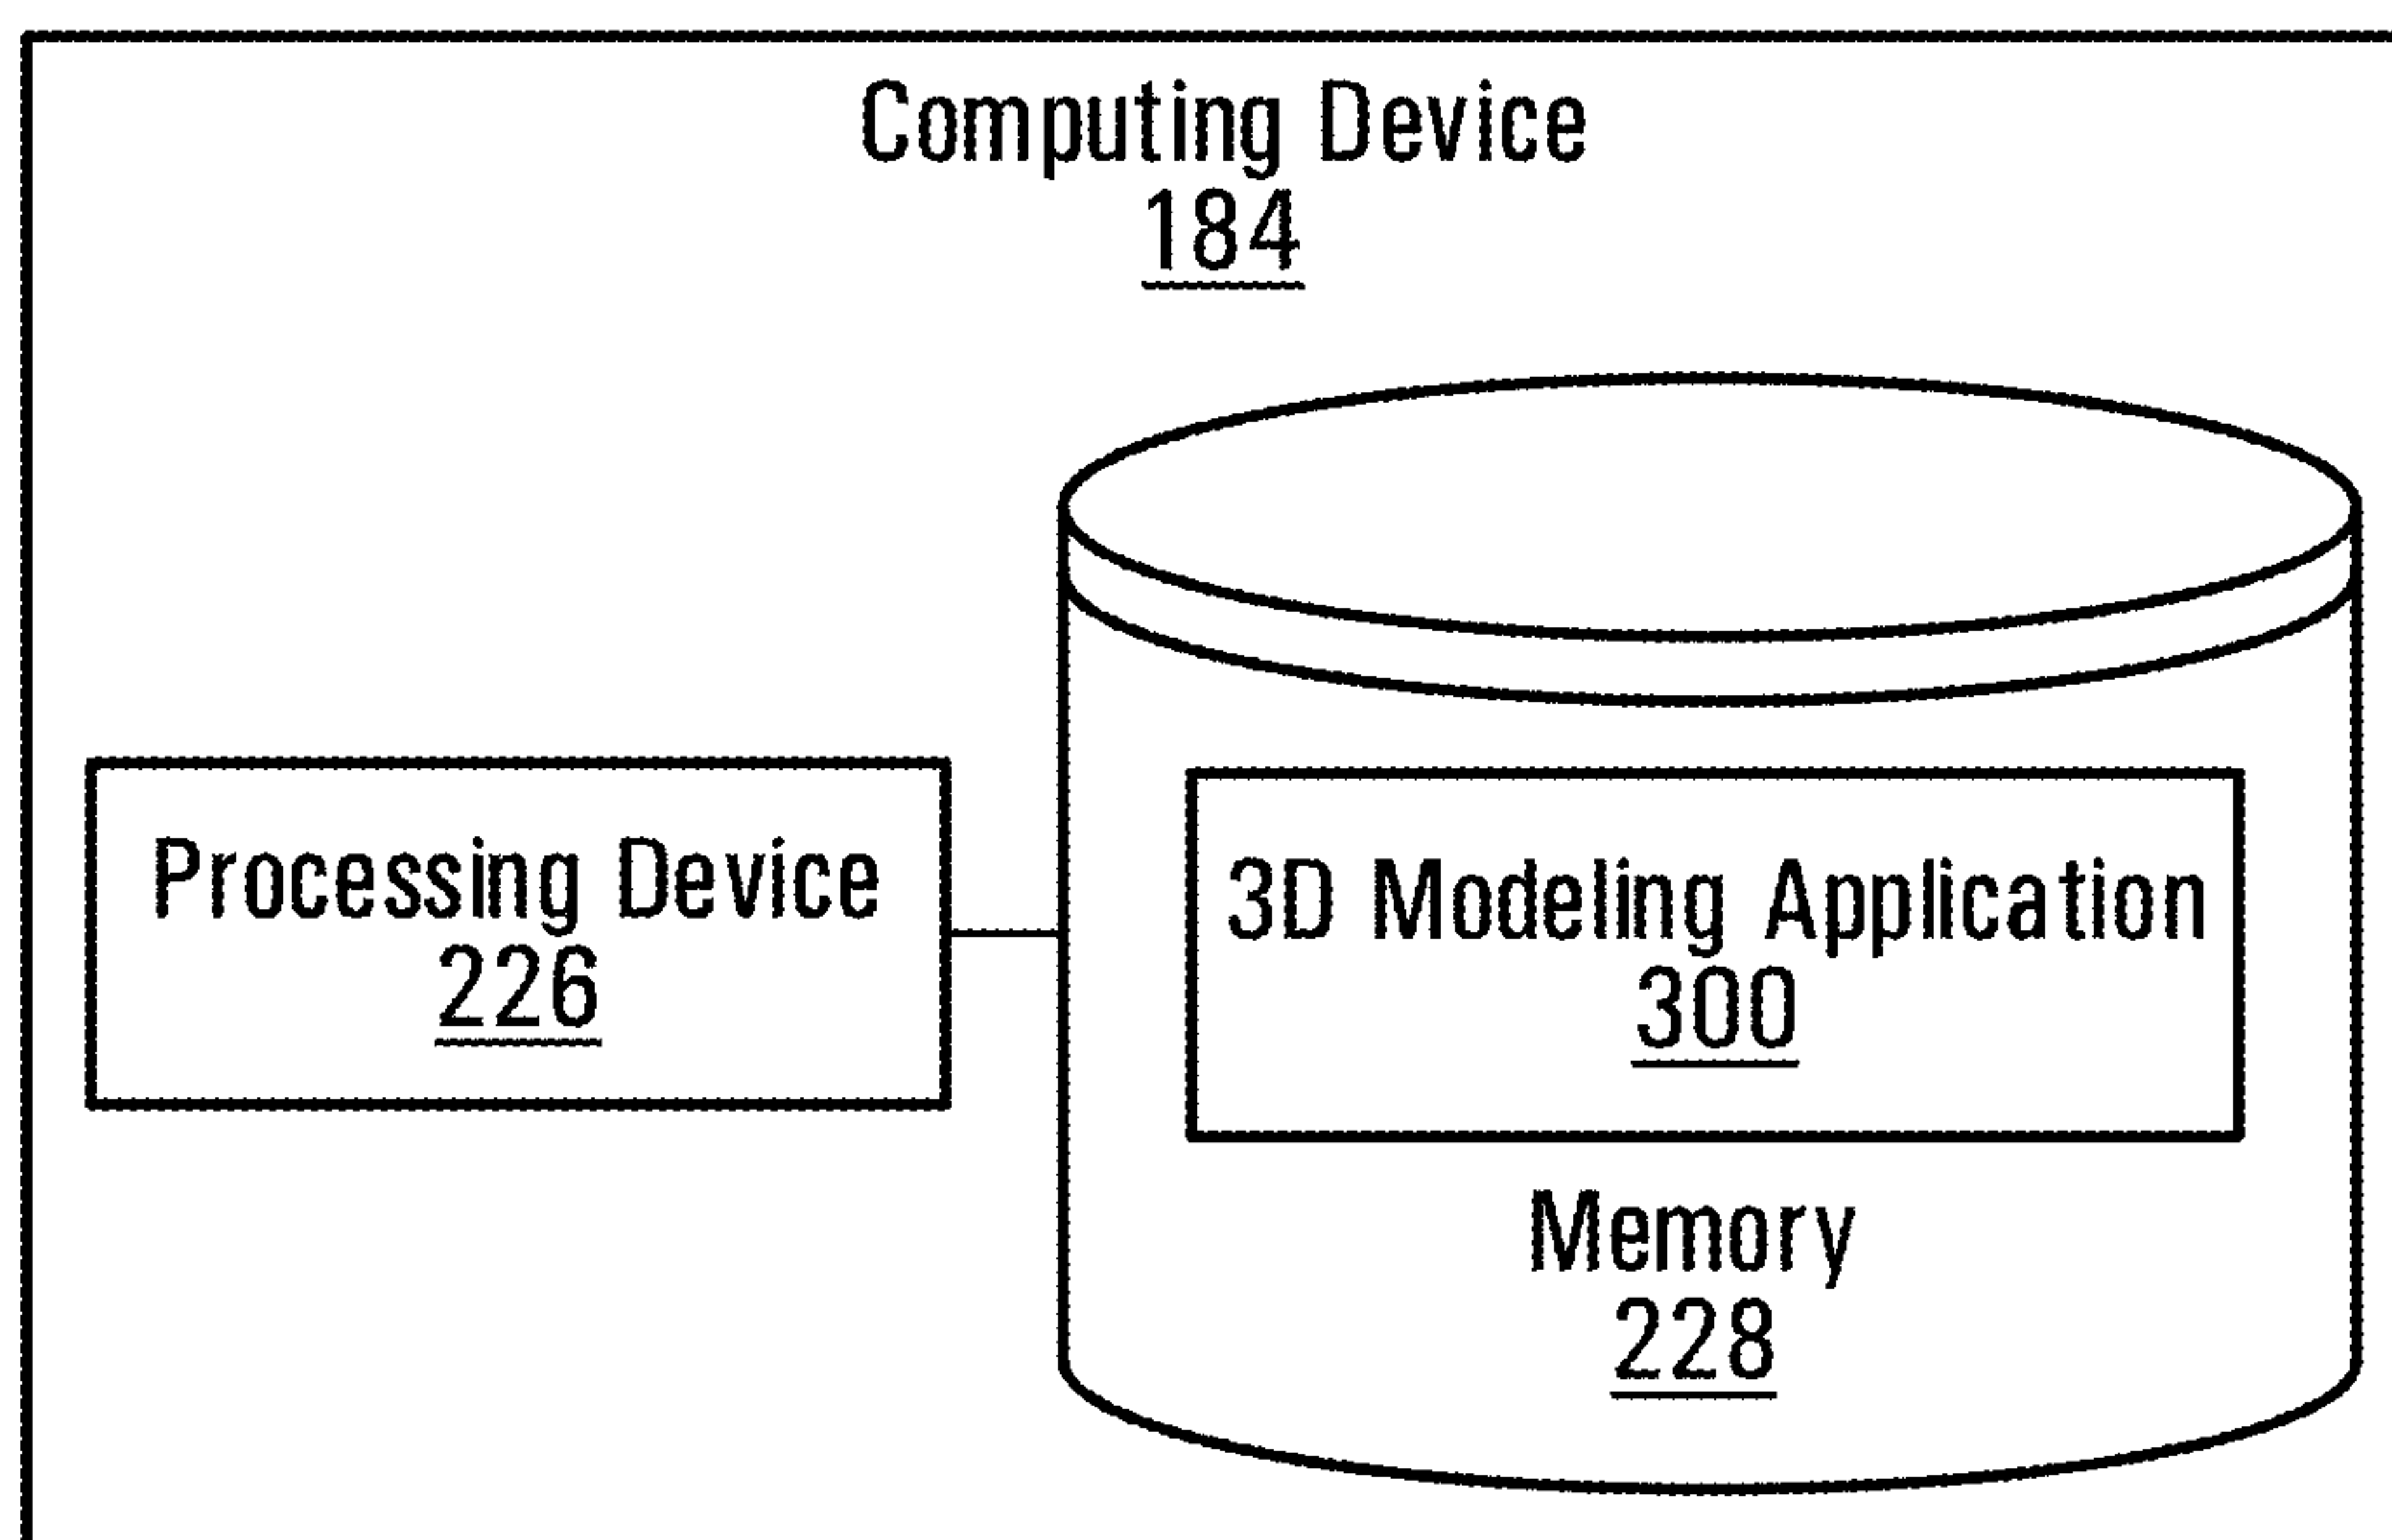 Computing Device
184
Processing Device
226
3D Modeling Application
300
Memory
228